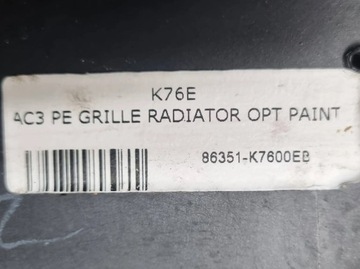 K76E
AC3 PE GRILLE RADIATOR OPT PAINT
86351-K7600EB